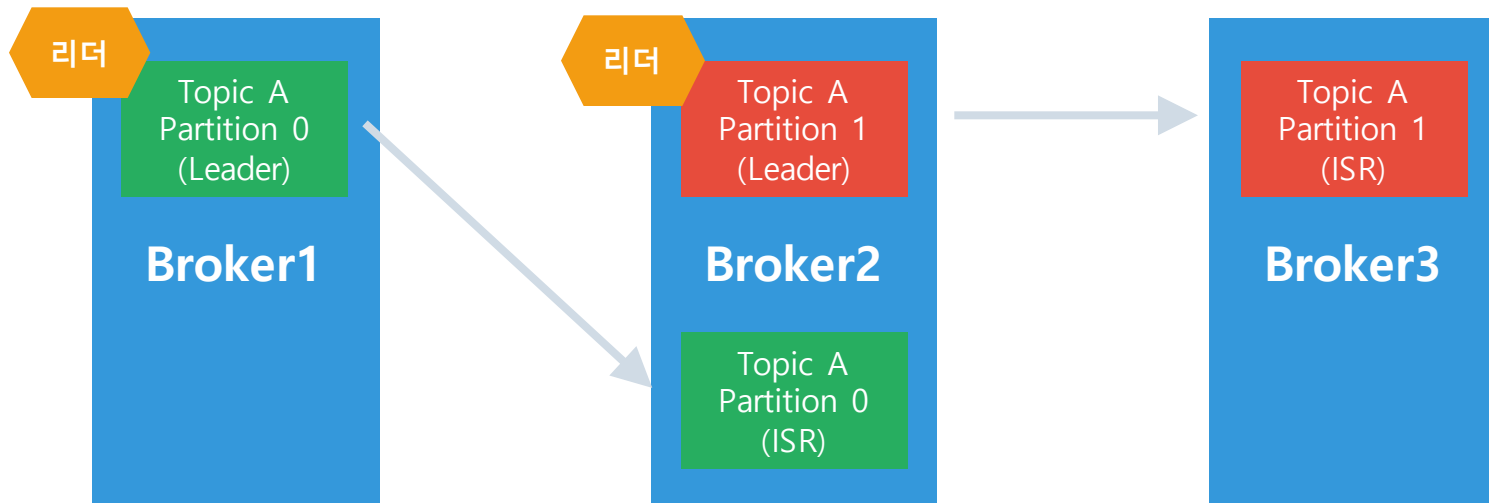 리더
Topic A
Partition 0
(Leader)
Broker1
리더
Topic A
Partition 1
(Leader)
Broker2
Topic A
Partition 0
(ISR)
Topic A
Partition 1
(ISR)
Broker3